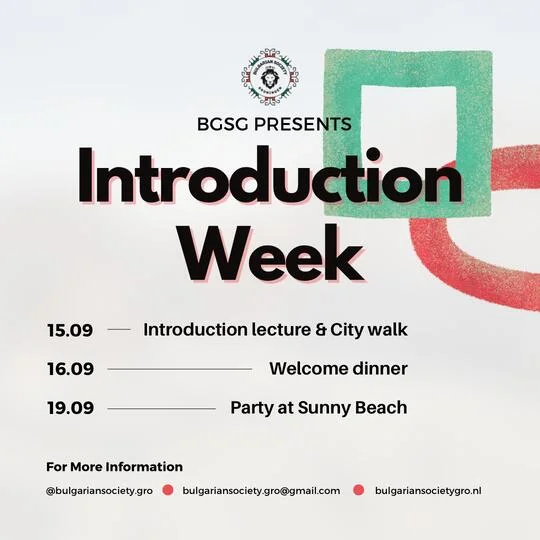 BULGARIAN SOCIETY
GRONINGEN
BGSG PRESENTS
Introduction
Week
15.09 Introduction lecture & City walk
16.09 Welcome dinner
19.09 Party at Sunny Beach
For More Information
@bulgariansociety.gro bulgariansociety.gro@gmail.com bulgariansocietygro.nl